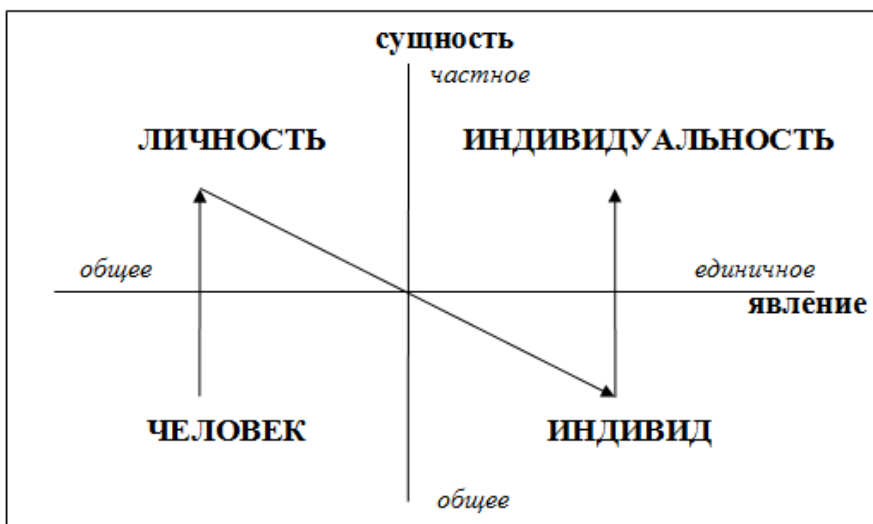 сущность
частное
ЛИЧНОСТЬ ИНДИВИДУАЛЬНОСТЬ
общее единичное
явление
ЧЕЛОВЕК ИНДИВИД
общее